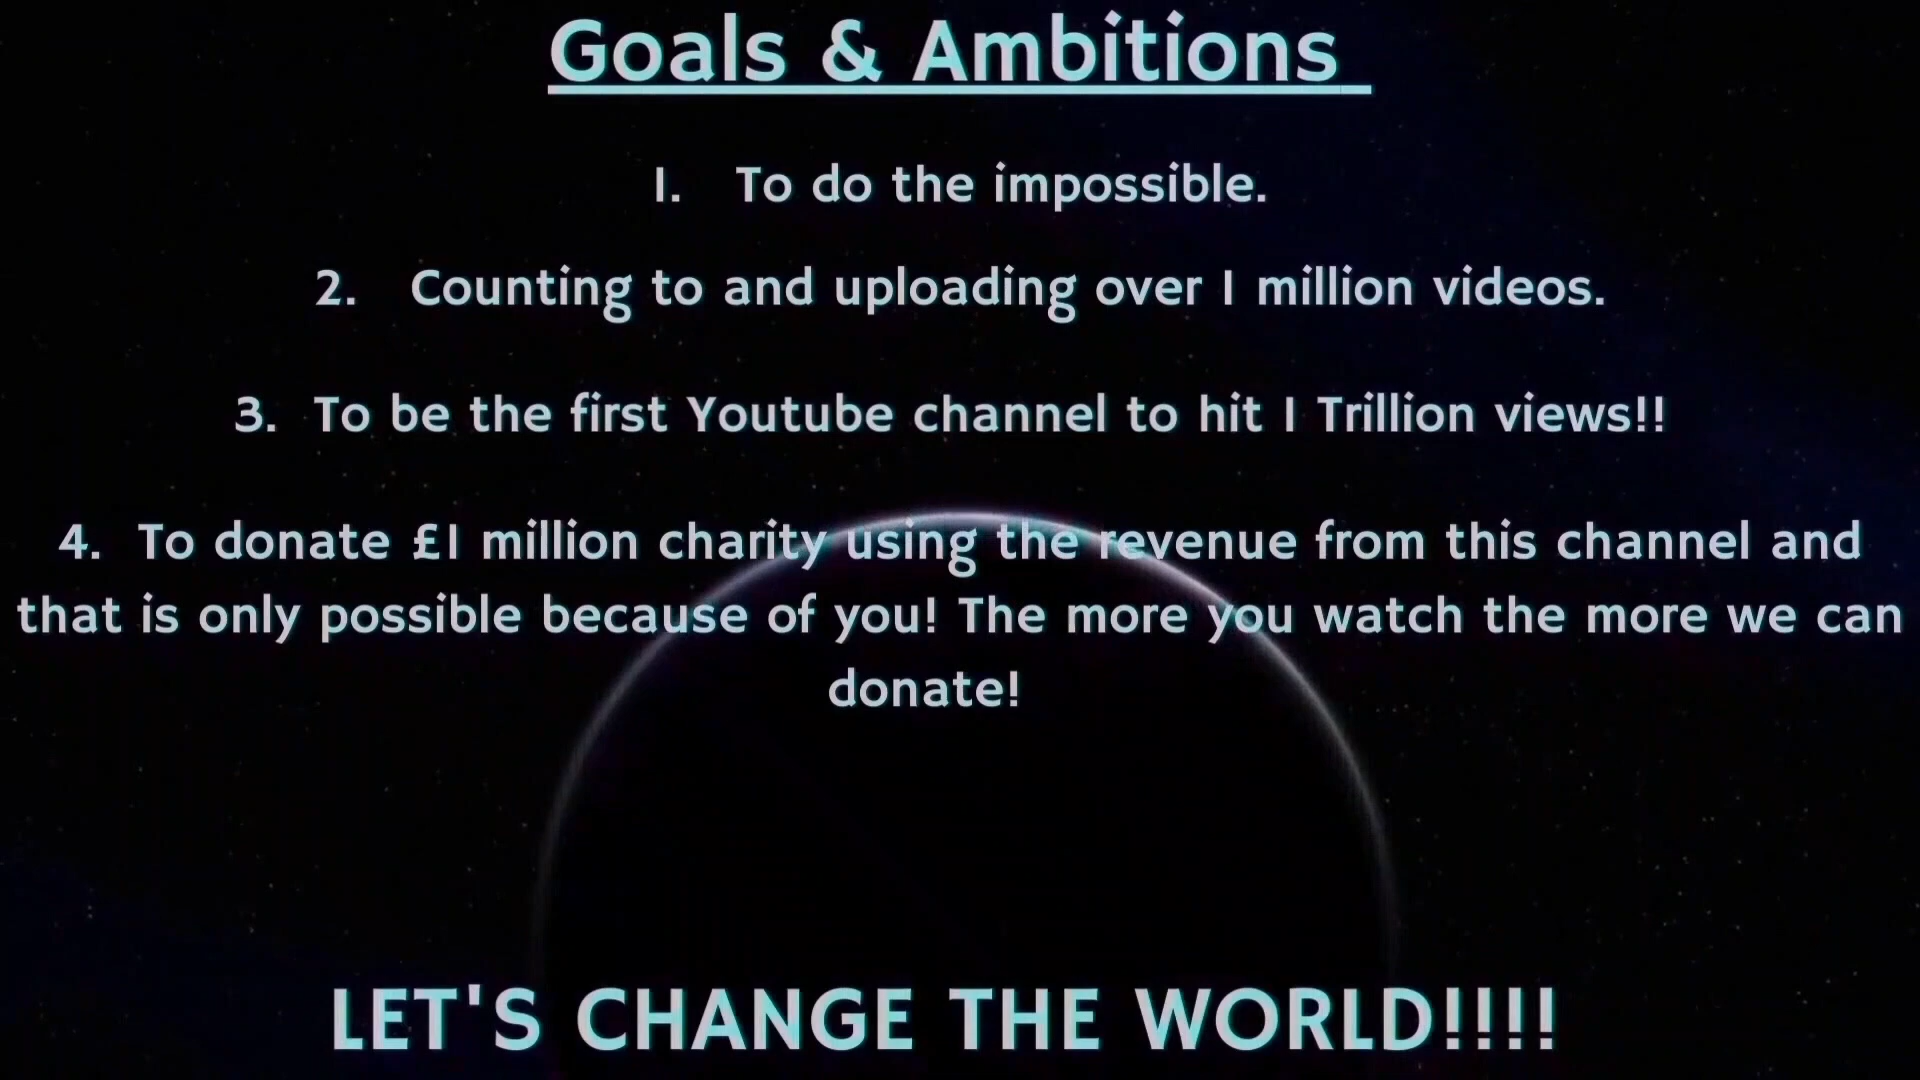 Goals & Ambitions
1. To do the impossible.
2. Counting to and uploading over 1 million videos.
3. To be the first Youtube channel to hit 1 Trillion views!!
4. To donate £1 million charity using the revenue from this channel and
that is only possible because of you! The more you watch the more we can
donate!
LET'S CHANGE THE WORLD!!!!